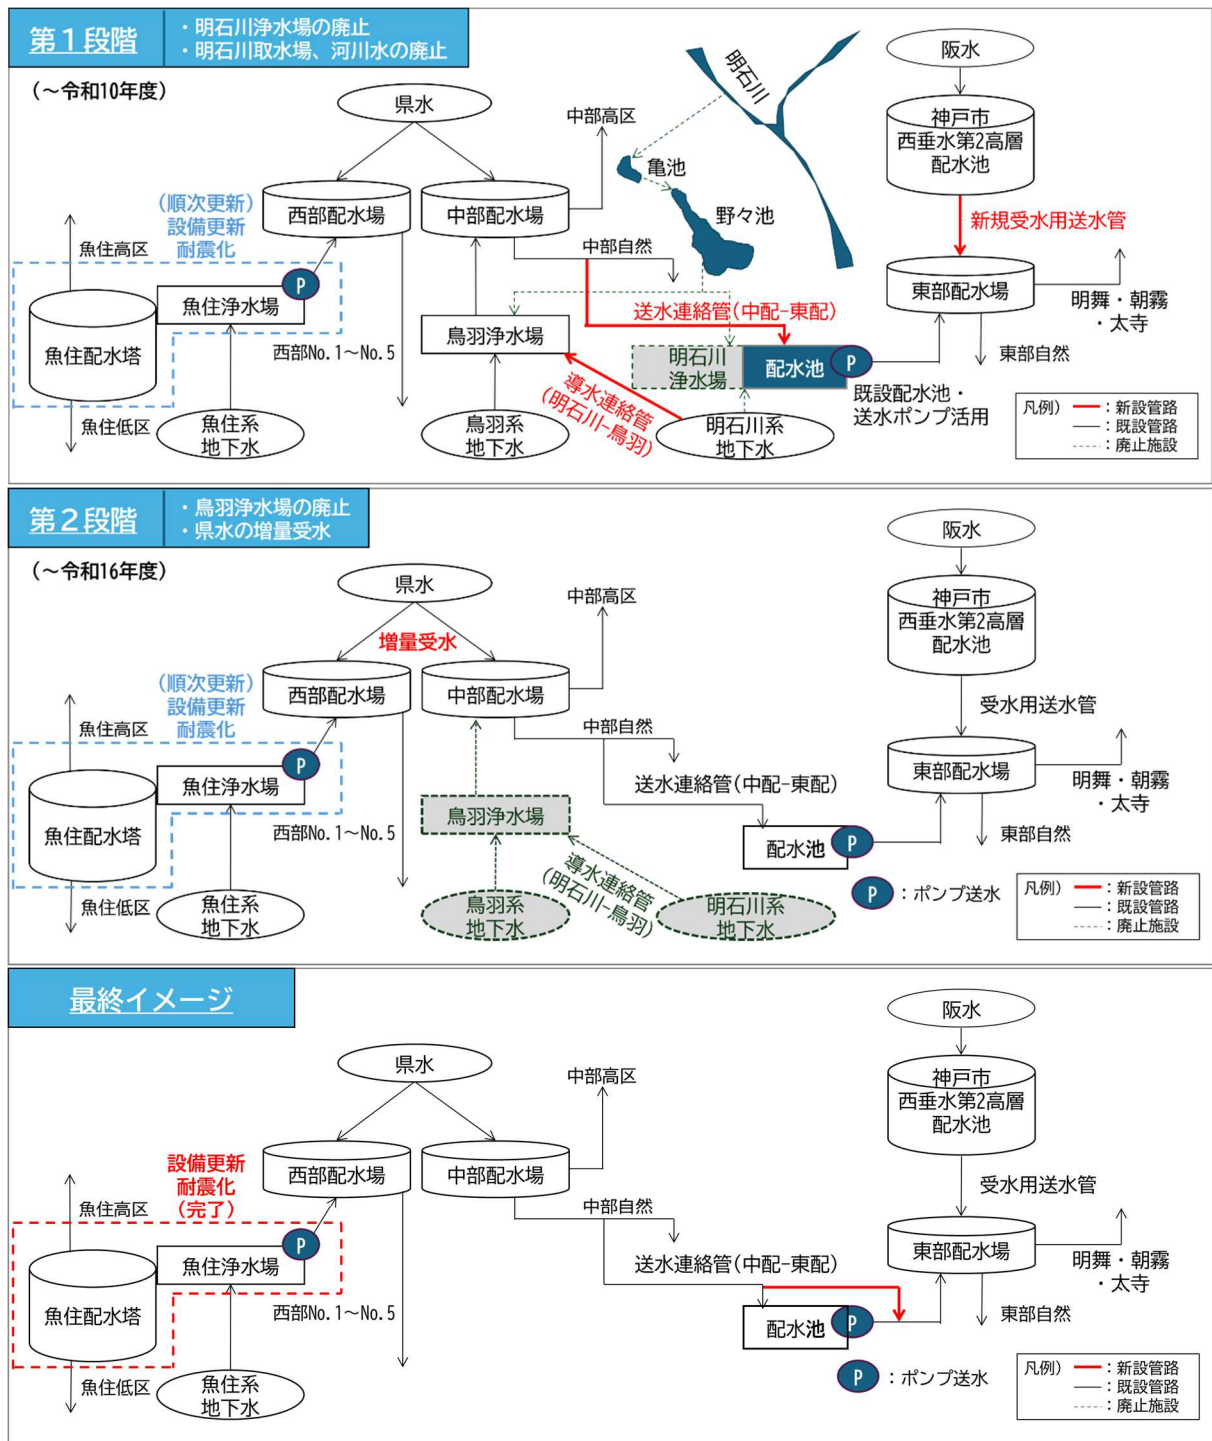 第１段階
・明石川浄水場の廃止
・明石川取水場、河川水の廃止
(～令和10年度)
県水
中部高区
明石川
亀池
野々池
阪水
神戸市
西垂水第2高層
配水池
新規受水用送水管
(順次更新)
設備更新
耐震化
魚住高区
西部配水場
中部配水場
中部自然
東部配水場
明舞・朝霧
・太寺
東部自然
P
魚住浄水場
魚住配水塔
西部No.1～No.5
鳥羽浄水場
送水連絡管(中配-東配)
明石川
浄水場
配水池
P
既設配水池・
送水ポンプ活用
導水連絡管
(明石川-鳥羽)
魚住低区
魚住系
地下水
鳥羽系
地下水
明石川系
地下水
凡例)
：新設管路
：既設管路
：廃止施設
第２段階
・鳥羽浄水場の廃止
・県水の増量受水
(～令和16年度)
県水
増量受水
中部高区
阪水
神戸市
西垂水第2高層
配水池
受水用送水管
(順次更新)
設備更新
耐震化
魚住高区
西部配水場
中部配水場
中部自然
東部配水場
明舞・朝霧
・太寺
東部自然
P
魚住浄水場
魚住配水塔
西部No.1～No.5
送水連絡管(中配-東配)
鳥羽浄水場
配水池
P
導水連絡管
(明石川-鳥羽)
魚住低区
魚住系
地下水
鳥羽系
地下水
明石川系
地下水
P
：ポンプ送水
凡例)
：新設管路
：既設管路
：廃止施設
最終イメージ
県水
中部高区
阪水
神戸市
西垂水第2高層
配水池
受水用送水管
設備更新
耐震化
(完了)
魚住高区
西部配水場
中部配水場
中部自然
東部配水場
明舞・朝霧
・太寺
東部自然
P
魚住浄水場
魚住配水塔
西部No.1～No.5
送水連絡管(中配-東配)
配水池
P
魚住低区
魚住系
地下水
P
：ポンプ送水
凡例)
：新設管路
：既設管路
：廃止施設